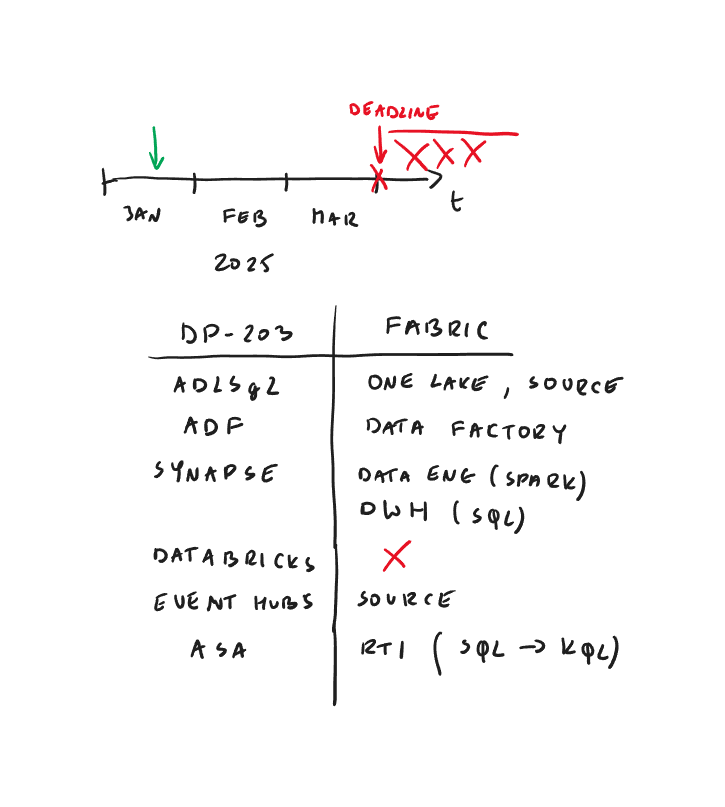 DEADLINE
XXX
X
t
JAN FEB MAR
2025
DP-203 FABRIC
ADLSg2 ONE LAKE, SOURCE
ADF DATA FACTORY
SYNAPSE DATA ENG (SPARK)
DWH (SQL)
DATABRICKS X
EVENT HUBS SOURCE
ASA RTI (SQL → KQL)